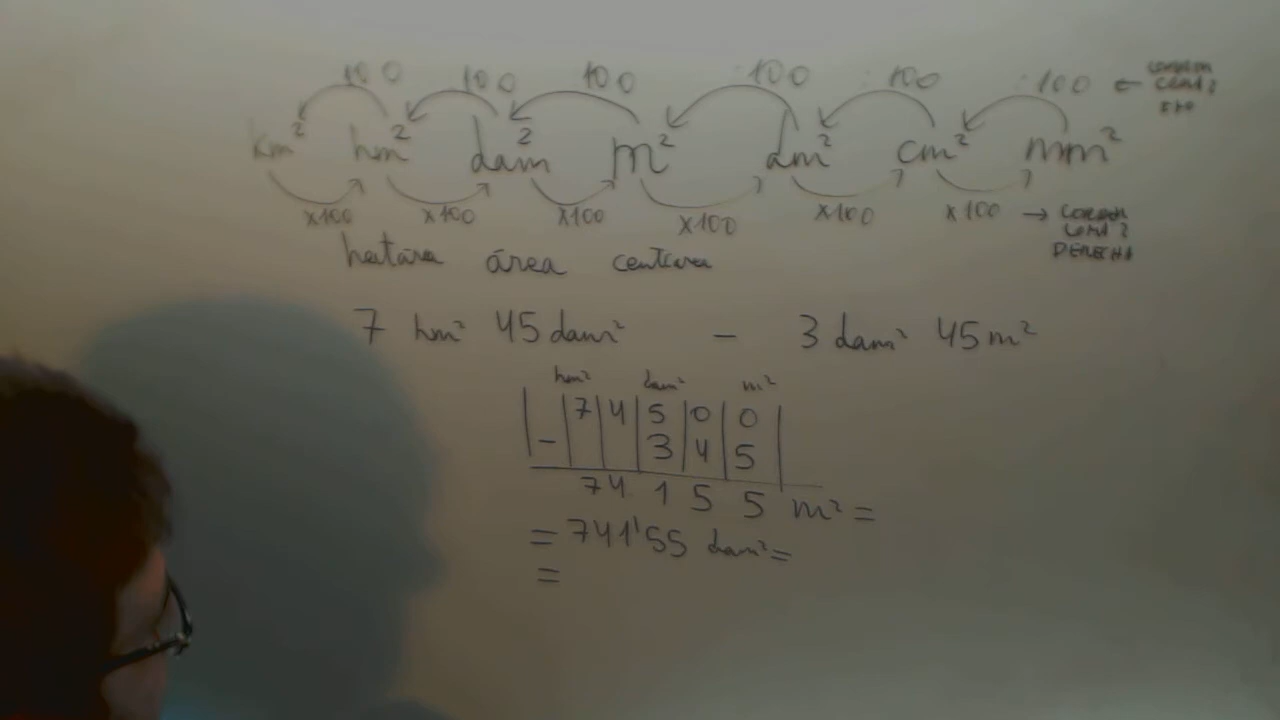 100 100 100 :100 :100 :100 ←
km² hm² dam² m² dm² cm² mm²
x100 x100 x100 x100 x100 x100 →
DERECHA
área
7 hm² 45 dam² - 3 dam² 45 m²
hm² dam² m²
7 4 5 0 0
- 3 4 5
74 1 5 5 m² =
= 741'55 dam² =
=